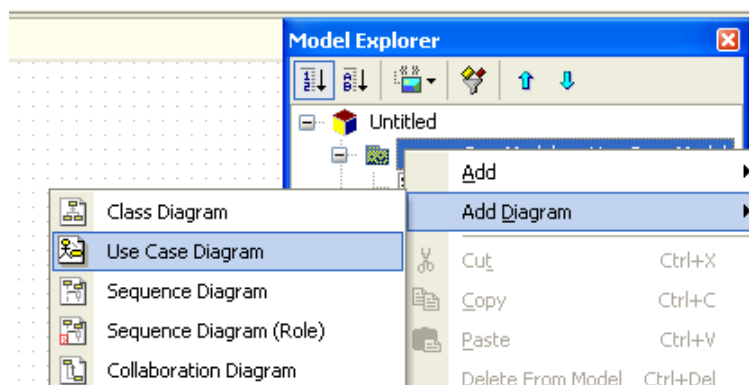 Model Explorer
Untitled
Add
Add Diagram
Cut Ctrl+X
Copy Ctrl+C
Paste Ctrl+V
Delete From Model Ctrl+Del
Class Diagram
Use Case Diagram
Sequence Diagram
Sequence Diagram (Role)
Collaboration Diagram